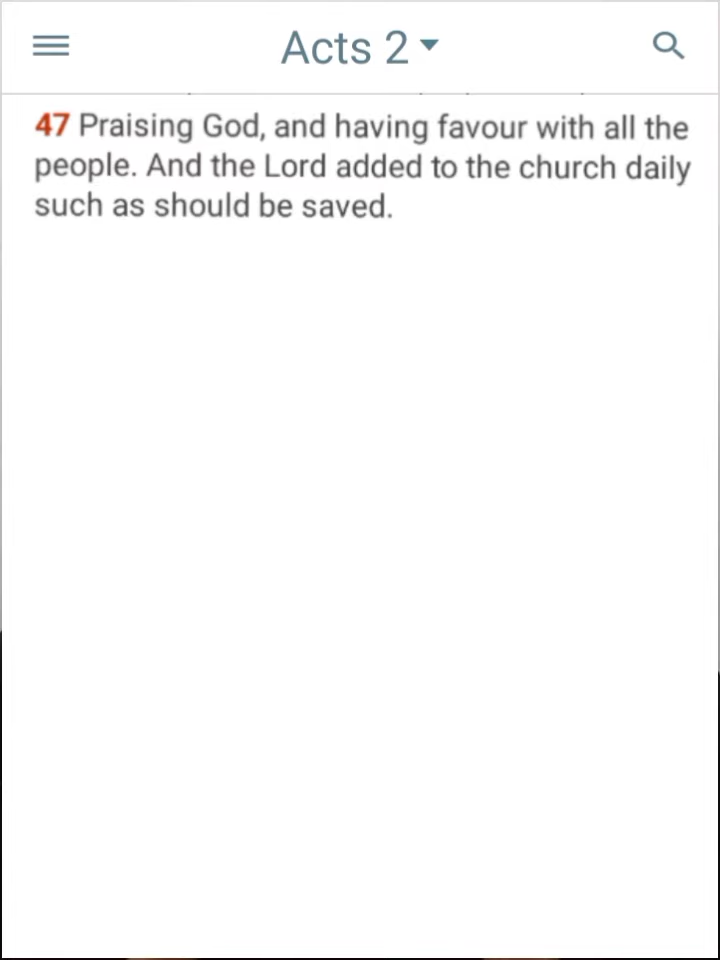 Acts 2
47 Praising God, and having favour with all the
people. And the Lord added to the church daily
such as should be saved.